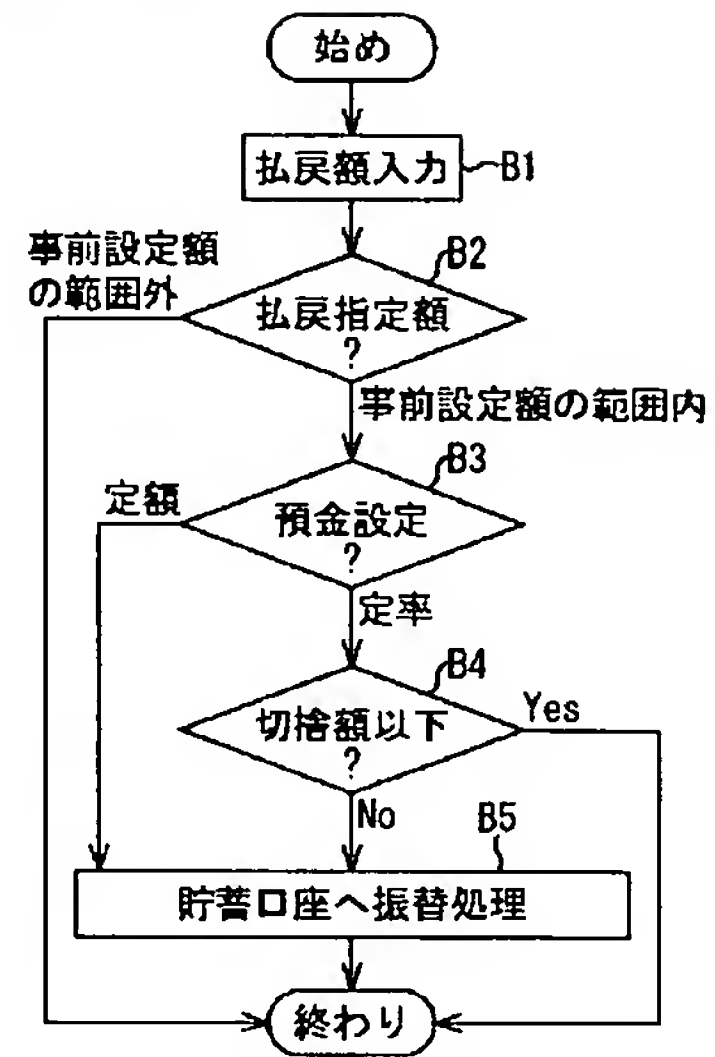 始め
払戻額入力
B1
事前設定額
の範囲外
B2
払戻指定額
?
事前設定額の範囲内
B3
定額
預金設定
?
定率
B4
切捨額以下
?
Yes
No
B5
貯蓄口座へ振替処理
終わり